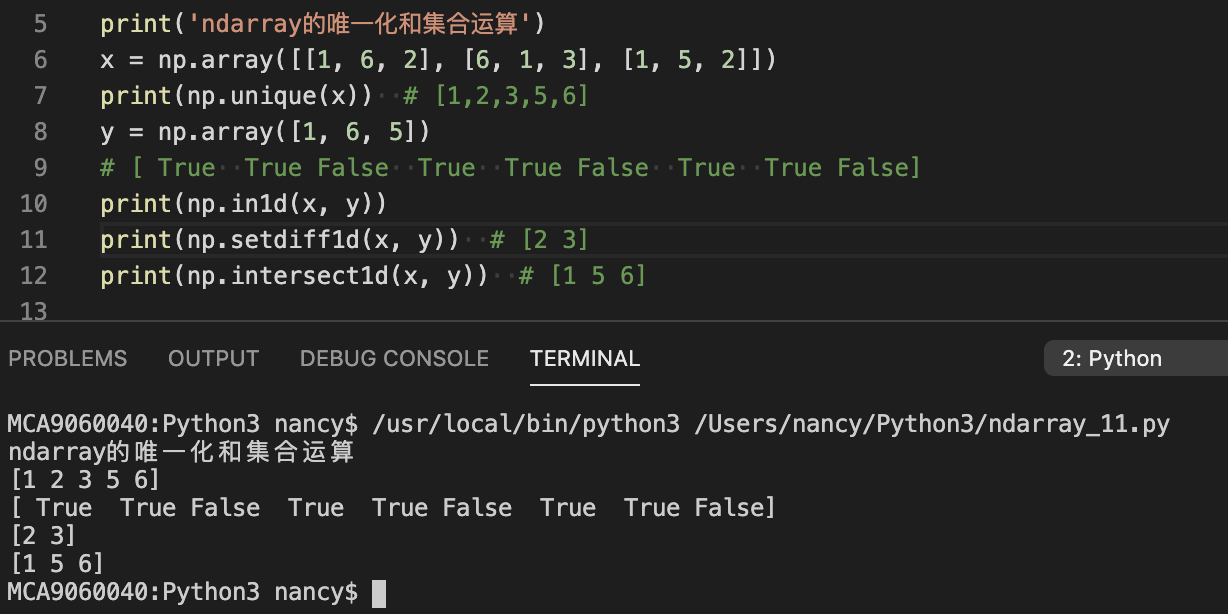 5 print('ndarray的唯一化和集合运算')
6 x = np.array([[1, 6, 2], [6, 1, 3], [1, 5, 2]])
7 print(np.unique(x))  # [1,2,3,5,6]
8 y = np.array([1, 6, 5])
9 # [ True  True False  True  True False  True  True False]
10 print(np.in1d(x, y))
11 print(np.setdiff1d(x, y))  # [2 3]
12 print(np.intersect1d(x, y))  # [1 5 6]
13
PROBLEMS OUTPUT DEBUG CONSOLE TERMINAL 2: Python
MCA9060040:Python3 nancy$ /usr/local/bin/python3 /Users/nancy/Python3/ndarray_11.py
ndarray的唯一化和集合运算
[1 2 3 5 6]
[ True  True False  True  True False  True  True False]
[2 3]
[1 5 6]
MCA9060040:Python3 nancy$